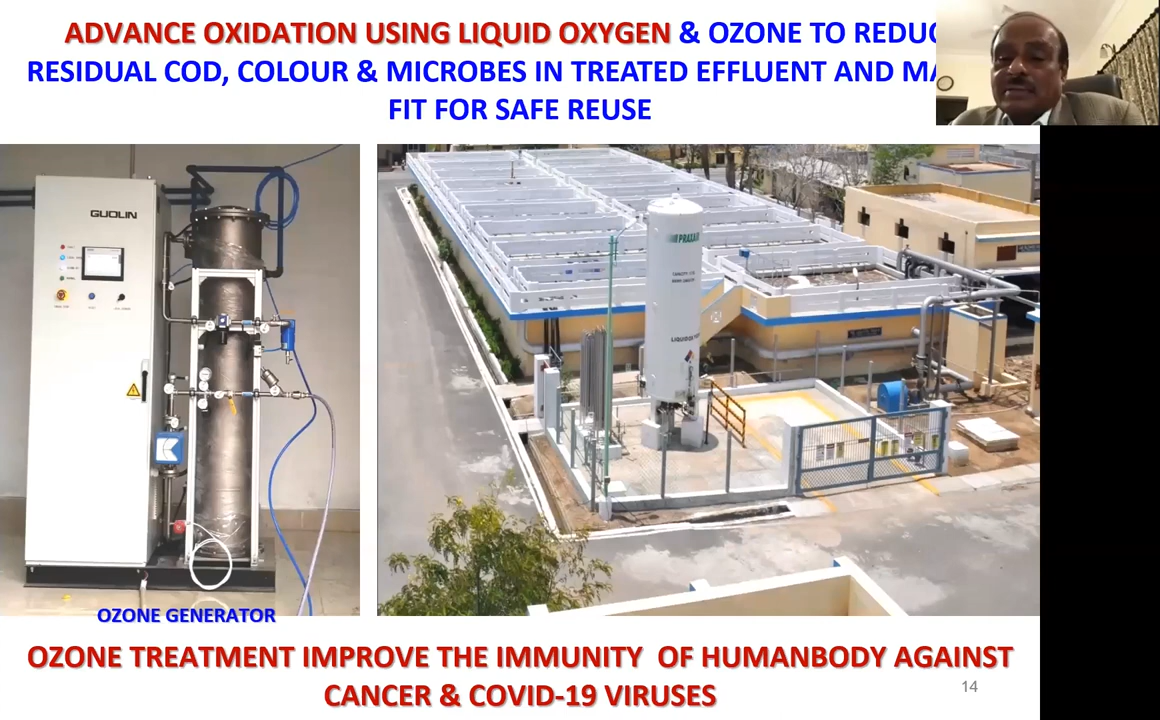 ADVANCE OXIDATION USING LIQUID OXYGEN & OZONE TO REDUC
RESIDUAL COD, COLOUR & MICROBES IN TREATED EFFLUENT AND MA
FIT FOR SAFE REUSE
GUOLIN
PRAXAI
OZONE GENERATOR
OZONE TREATMENT IMPROVE THE IMMUNITY OF HUMANBODY AGAINST
CANCER & COVID-19 VIRUSES
14